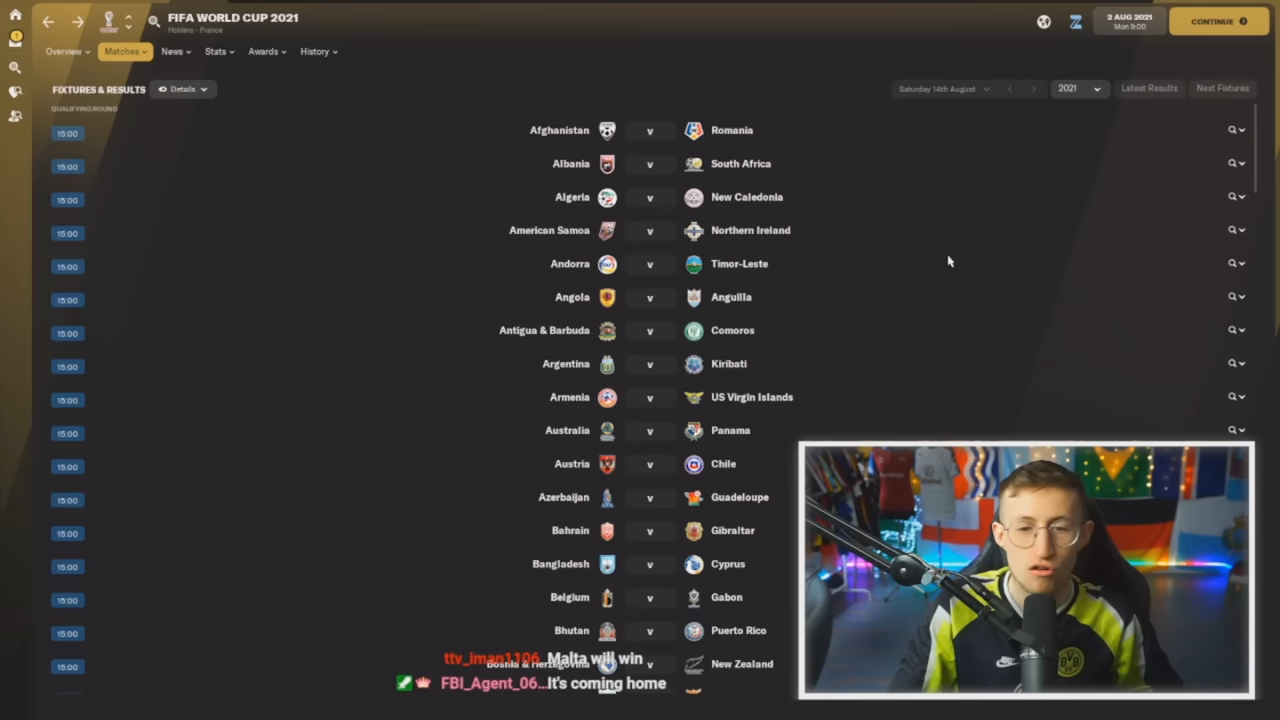 FIFA WORLD CUP 2021
Holders - France
2 AUG 2021
Mon 9:00
CONTINUE
Overview
Matches
News
Stats
Awards
History
FIXTURES & RESULTS
Details
Saturday 14th August
2021
Latest Results
Next Fixtures
QUALIFYING ROUND
15:00 Afghanistan v Romania
15:00 Albania v South Africa
15:00 Algeria v New Caledonia
15:00 American Samoa v Northern Ireland
15:00 Andorra v Timor-Leste
15:00 Angola v Anguilla
15:00 Antigua & Barbuda v Comoros
15:00 Argentina v Kiribati
15:00 Armenia v US Virgin Islands
15:00 Australia v Panama
15:00 Austria v Chile
15:00 Azerbaijan v Guadeloupe
15:00 Bahrain v Gibraltar
15:00 Bangladesh v Cyprus
15:00 Belgium v Gabon
15:00 Bhutan v Puerto Rico
15:00 Bosnia & Herzegovina v New Zealand
ttv_iman1106 Malta will win
FBI_Agent_06... It's coming home